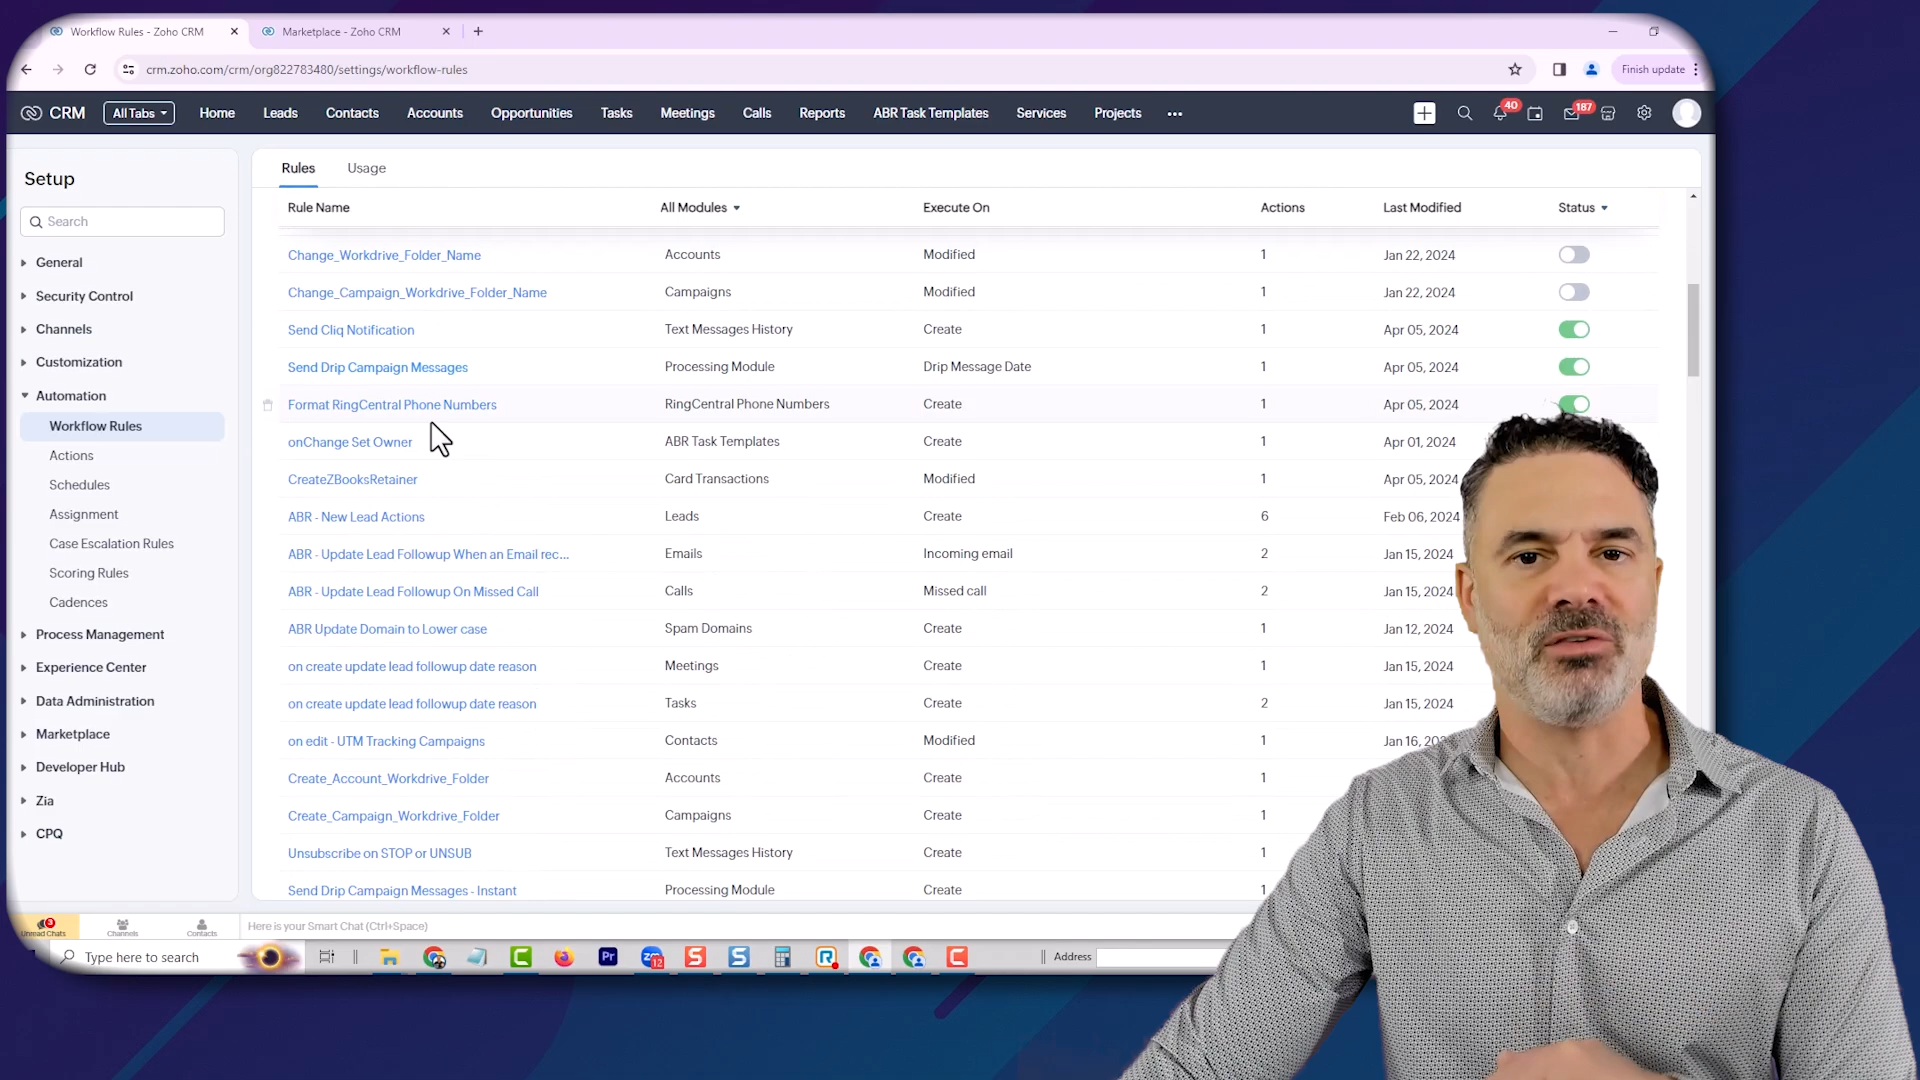 Workflow Rules - Zoho CRM
Marketplace - Zoho CRM
crm.zoho.com/crm/org822783480/settings/workflow-rules
Finish update
CRM All Tabs Home Leads Contacts Accounts Opportunities Tasks Meetings Calls Reports ABR Task Templates Services Projects ... 40 187
Setup
Search
General
Security Control
Channels
Customization
Automation
Workflow Rules
Actions
Schedules
Assignment
Case Escalation Rules
Scoring Rules
Cadences
Process Management
Experience Center
Data Administration
Marketplace
Developer Hub
Zia
CPQ
Rules Usage
Rule Name All Modules Execute On Actions Last Modified Status
Change_Workdrive_Folder_Name Accounts Modified 1 Jan 22, 2024
Change_Campaign_Workdrive_Folder_Name Campaigns Modified 1 Jan 22, 2024
Send Cliq Notification Text Messages History Create 1 Apr 05, 2024
Send Drip Campaign Messages Processing Module Drip Message Date 1 Apr 05, 2024
Format RingCentral Phone Numbers RingCentral Phone Numbers Create 1 Apr 05, 2024
onChange Set Owner ABR Task Templates Create 1 Apr 01, 2024
CreateZBooksRetainer Card Transactions Modified 1 Apr 05, 2024
ABR - New Lead Actions Leads Create 6 Feb 06, 2024
ABR - Update Lead Followup When an Email rec... Emails Incoming email 2 Jan 15, 2024
ABR - Update Lead Followup On Missed Call Calls Missed call 2 Jan 15, 2024
ABR Update Domain to Lower case Spam Domains Create 1 Jan 12, 2024
on create update lead followup date reason Meetings Create 1 Jan 15, 2024
on create update lead followup date reason Tasks Create 2 Jan 15, 2024
on edit - UTM Tracking Campaigns Contacts Modified 1 Jan 16,
Create_Account_Workdrive_Folder Accounts Create 1
Create_Campaign_Workdrive_Folder Campaigns Create 1
Unsubscribe on STOP or UNSUB Text Messages History Create 1
Send Drip Campaign Messages - Instant Processing Module Create 1
3
Unread Chats Channels Contacts Here is your Smart Chat (Ctrl+Space)
Type here to search Pr 12 S S R C Address